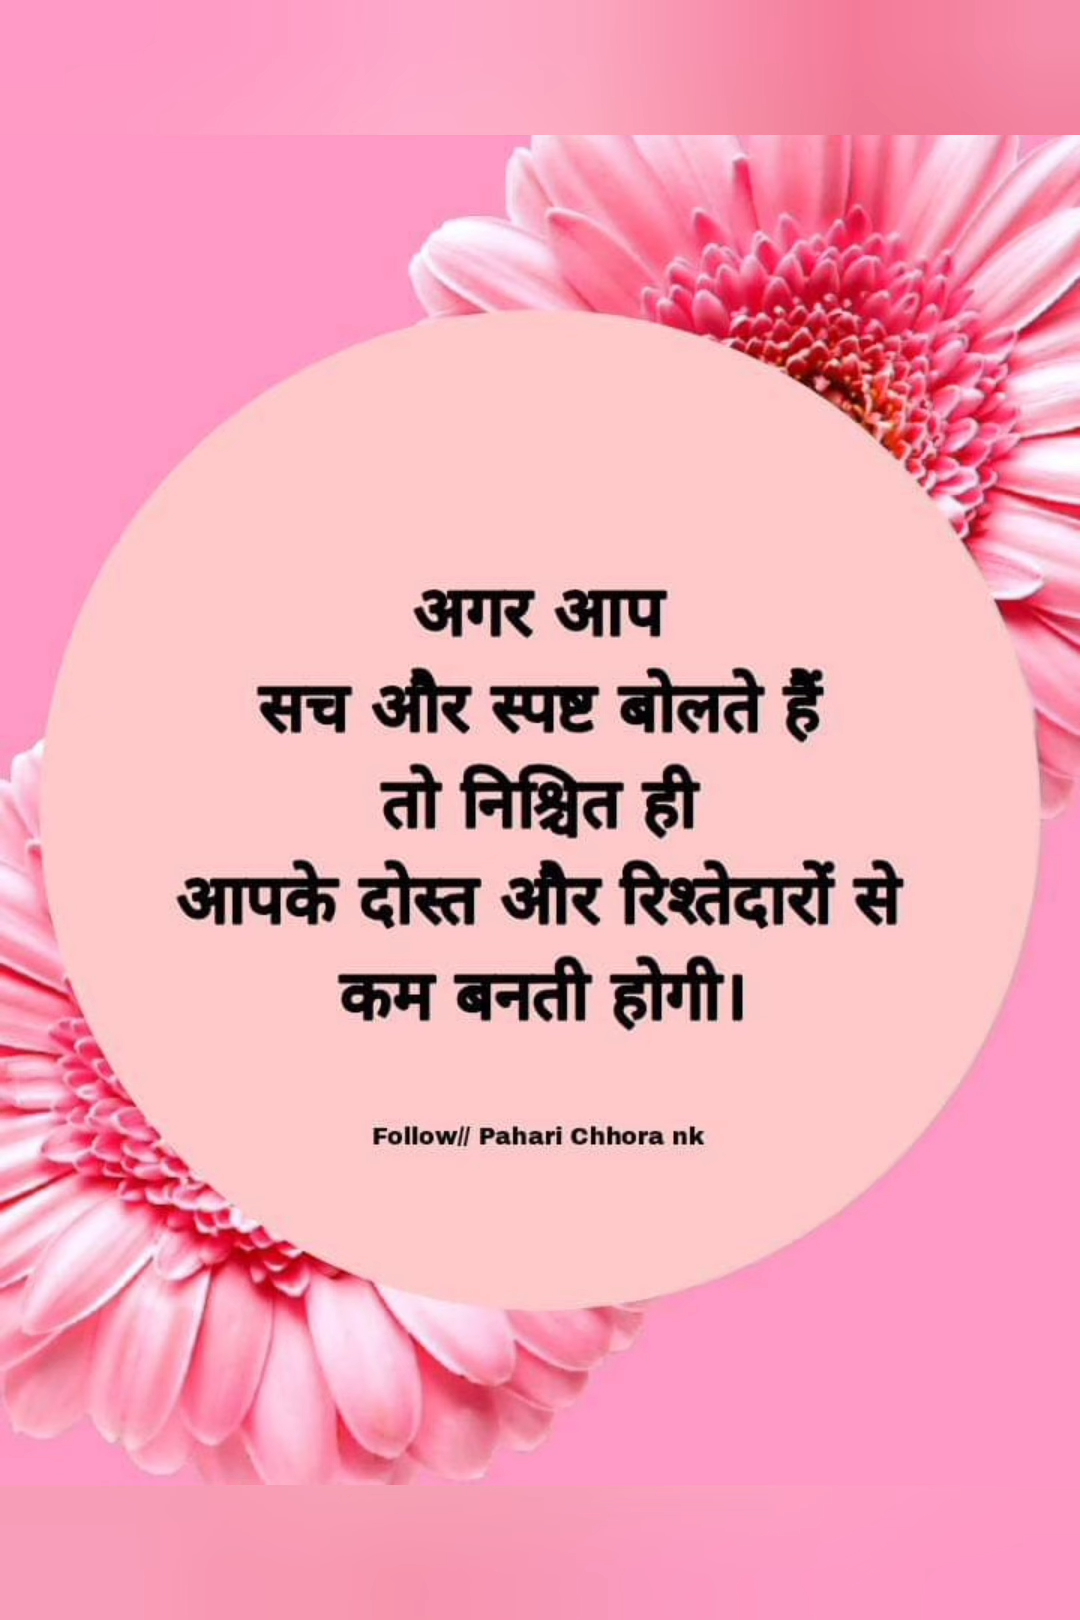 अगर आप
सच और स्पष्ट बोलते हैं
तो निश्चित ही
आपके दोस्त और रिश्तेदारों से
कम बनती होगी।
Follow// Pahari Chhora nk